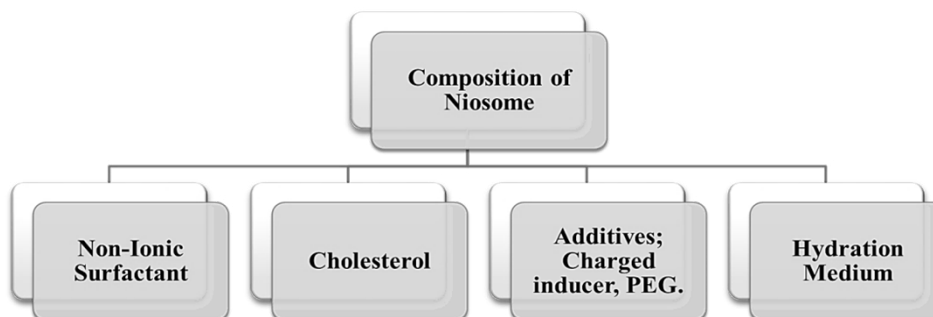 Composition of
Niosome
Non-Ionic
Surfactant
Cholesterol
Additives;
Charged
inducer, PEG.
Hydration
Medium